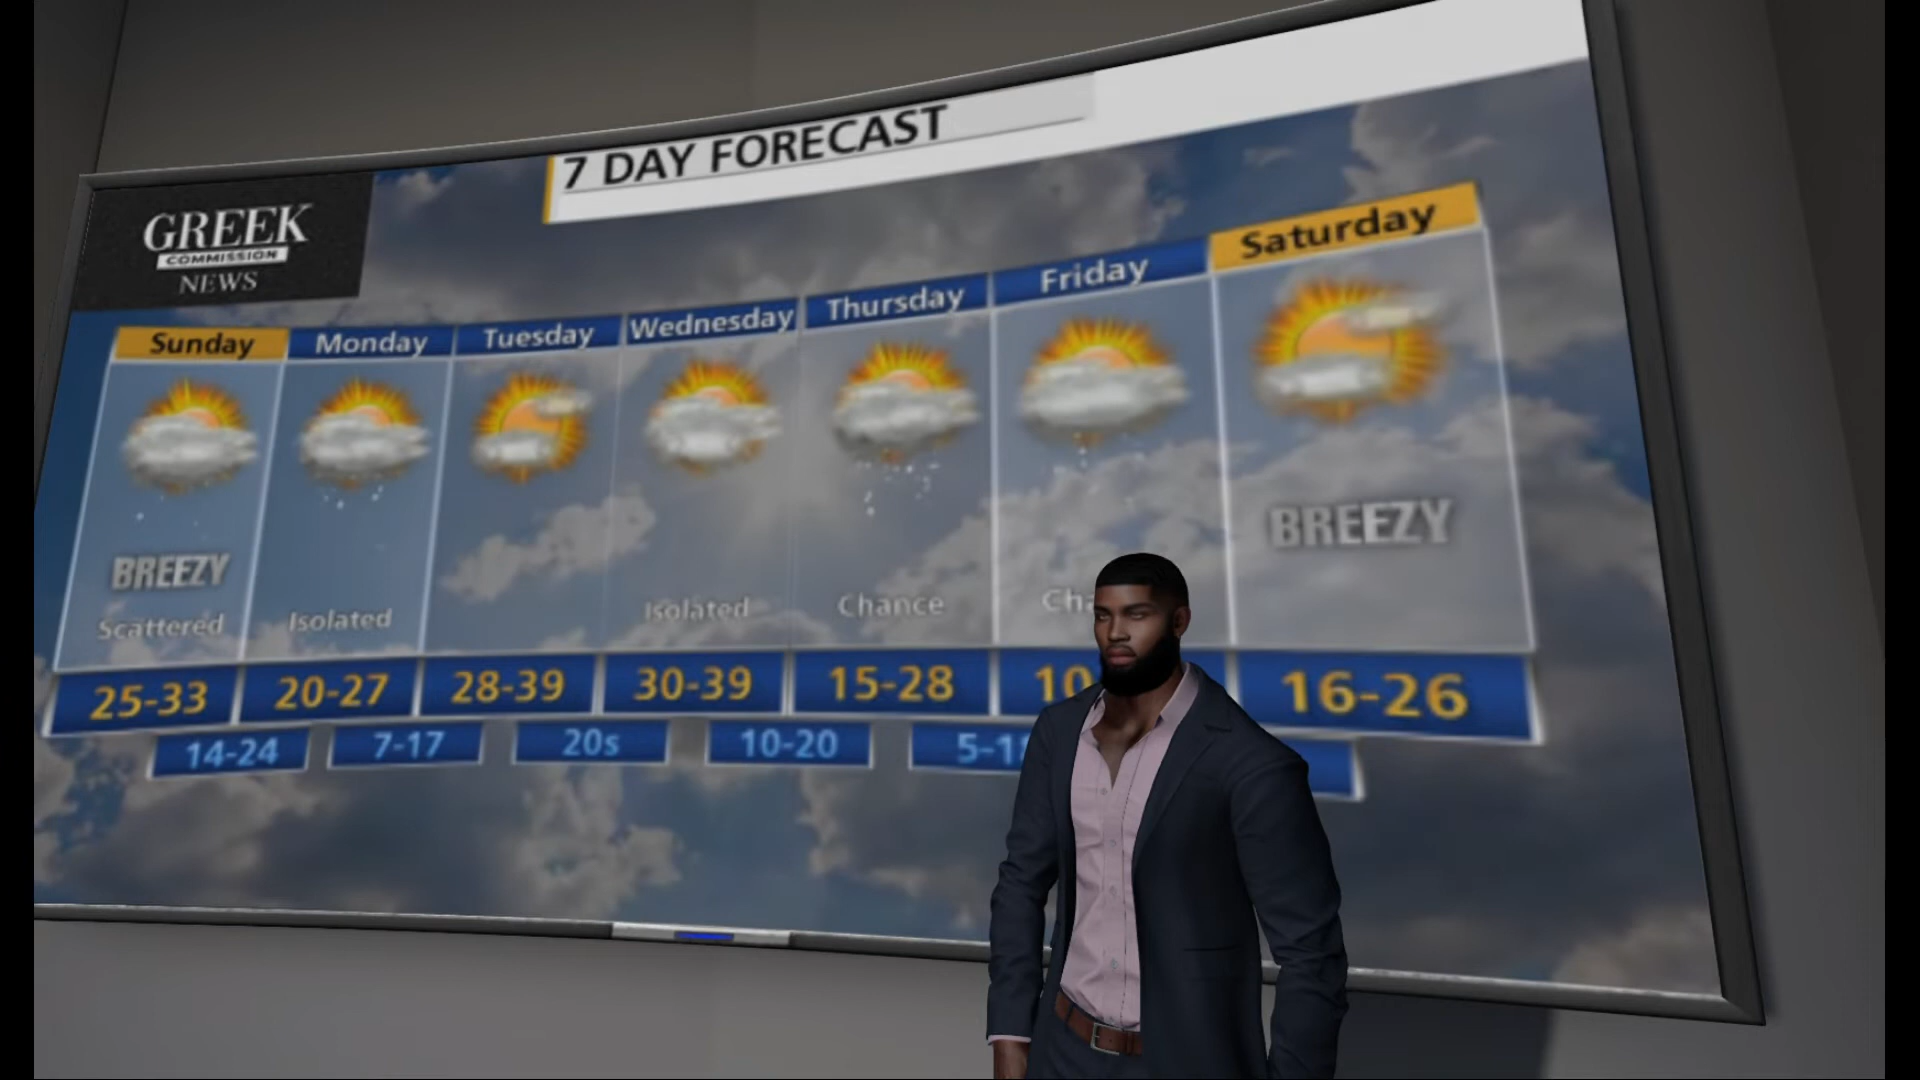 7 DAY FORECAST
GREEK
COMMISSION
NEWS
Sunday Monday Tuesday Wednesday Thursday Friday Saturday
BREEZY BREEZY
Scattered Isolated Isolated Chance
25-33 20-27 28-39 30-39 15-28 16-26
14-24 7-17 20s 10-20